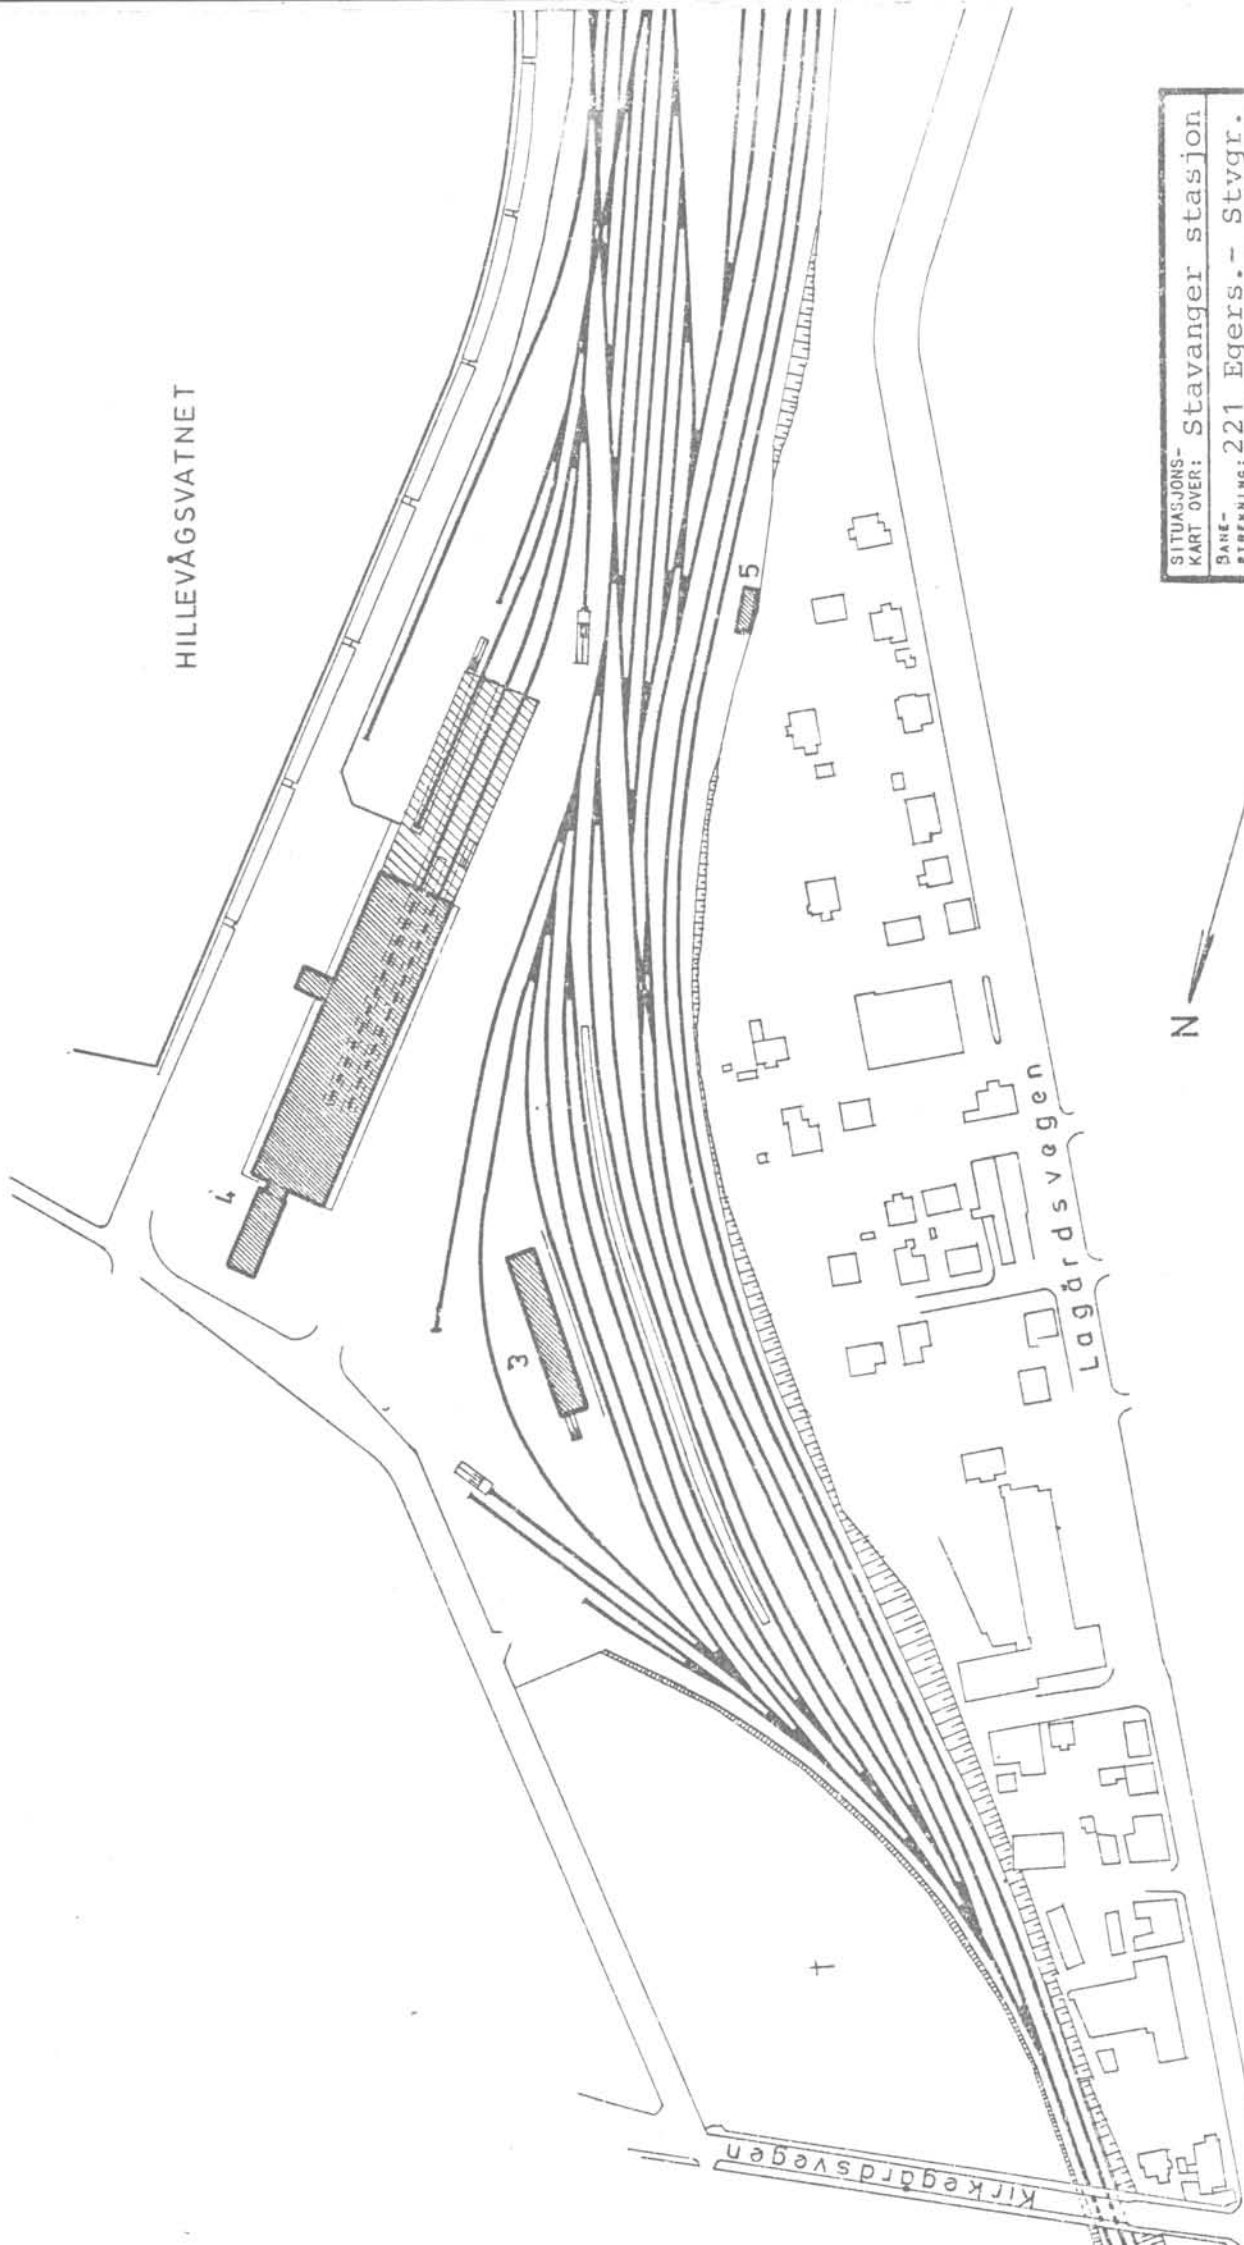 HILLEVÅGSVATNET
SITUASJONS-
KART OVER: Stavanger stasjon
BANE-
221 Egers.- Stvgr.
N
4
3
5
Lagårdsvegen
Kirkegårdsvegen